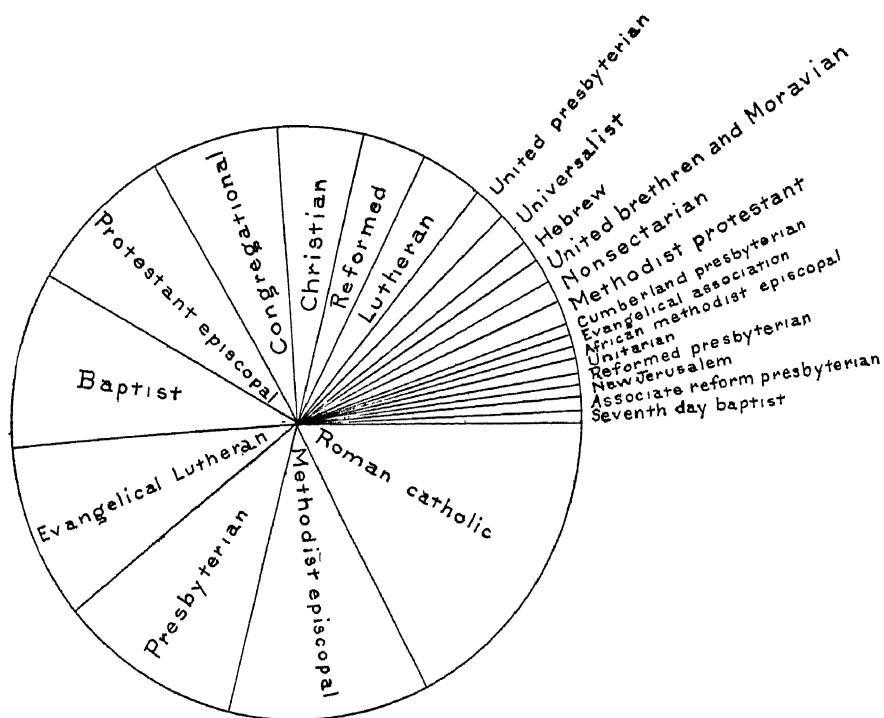 United presbyterian
Universalist
Hebrew
United brethren and Moravian
Nonsectarian
Methodist protestant
Cumberland presbyterian
Evangelical association
African methodist episcopal
Unitarian
Reformed presbyterian
New Jerusalem
Associate reform presbyterian
Seventh day baptist
Roman catholic
Methodist episcopal
Presbyterian
Evangelical Lutheran
Baptist
Protestant episcopal
Congregational
Christian
Reformed
Lutheran